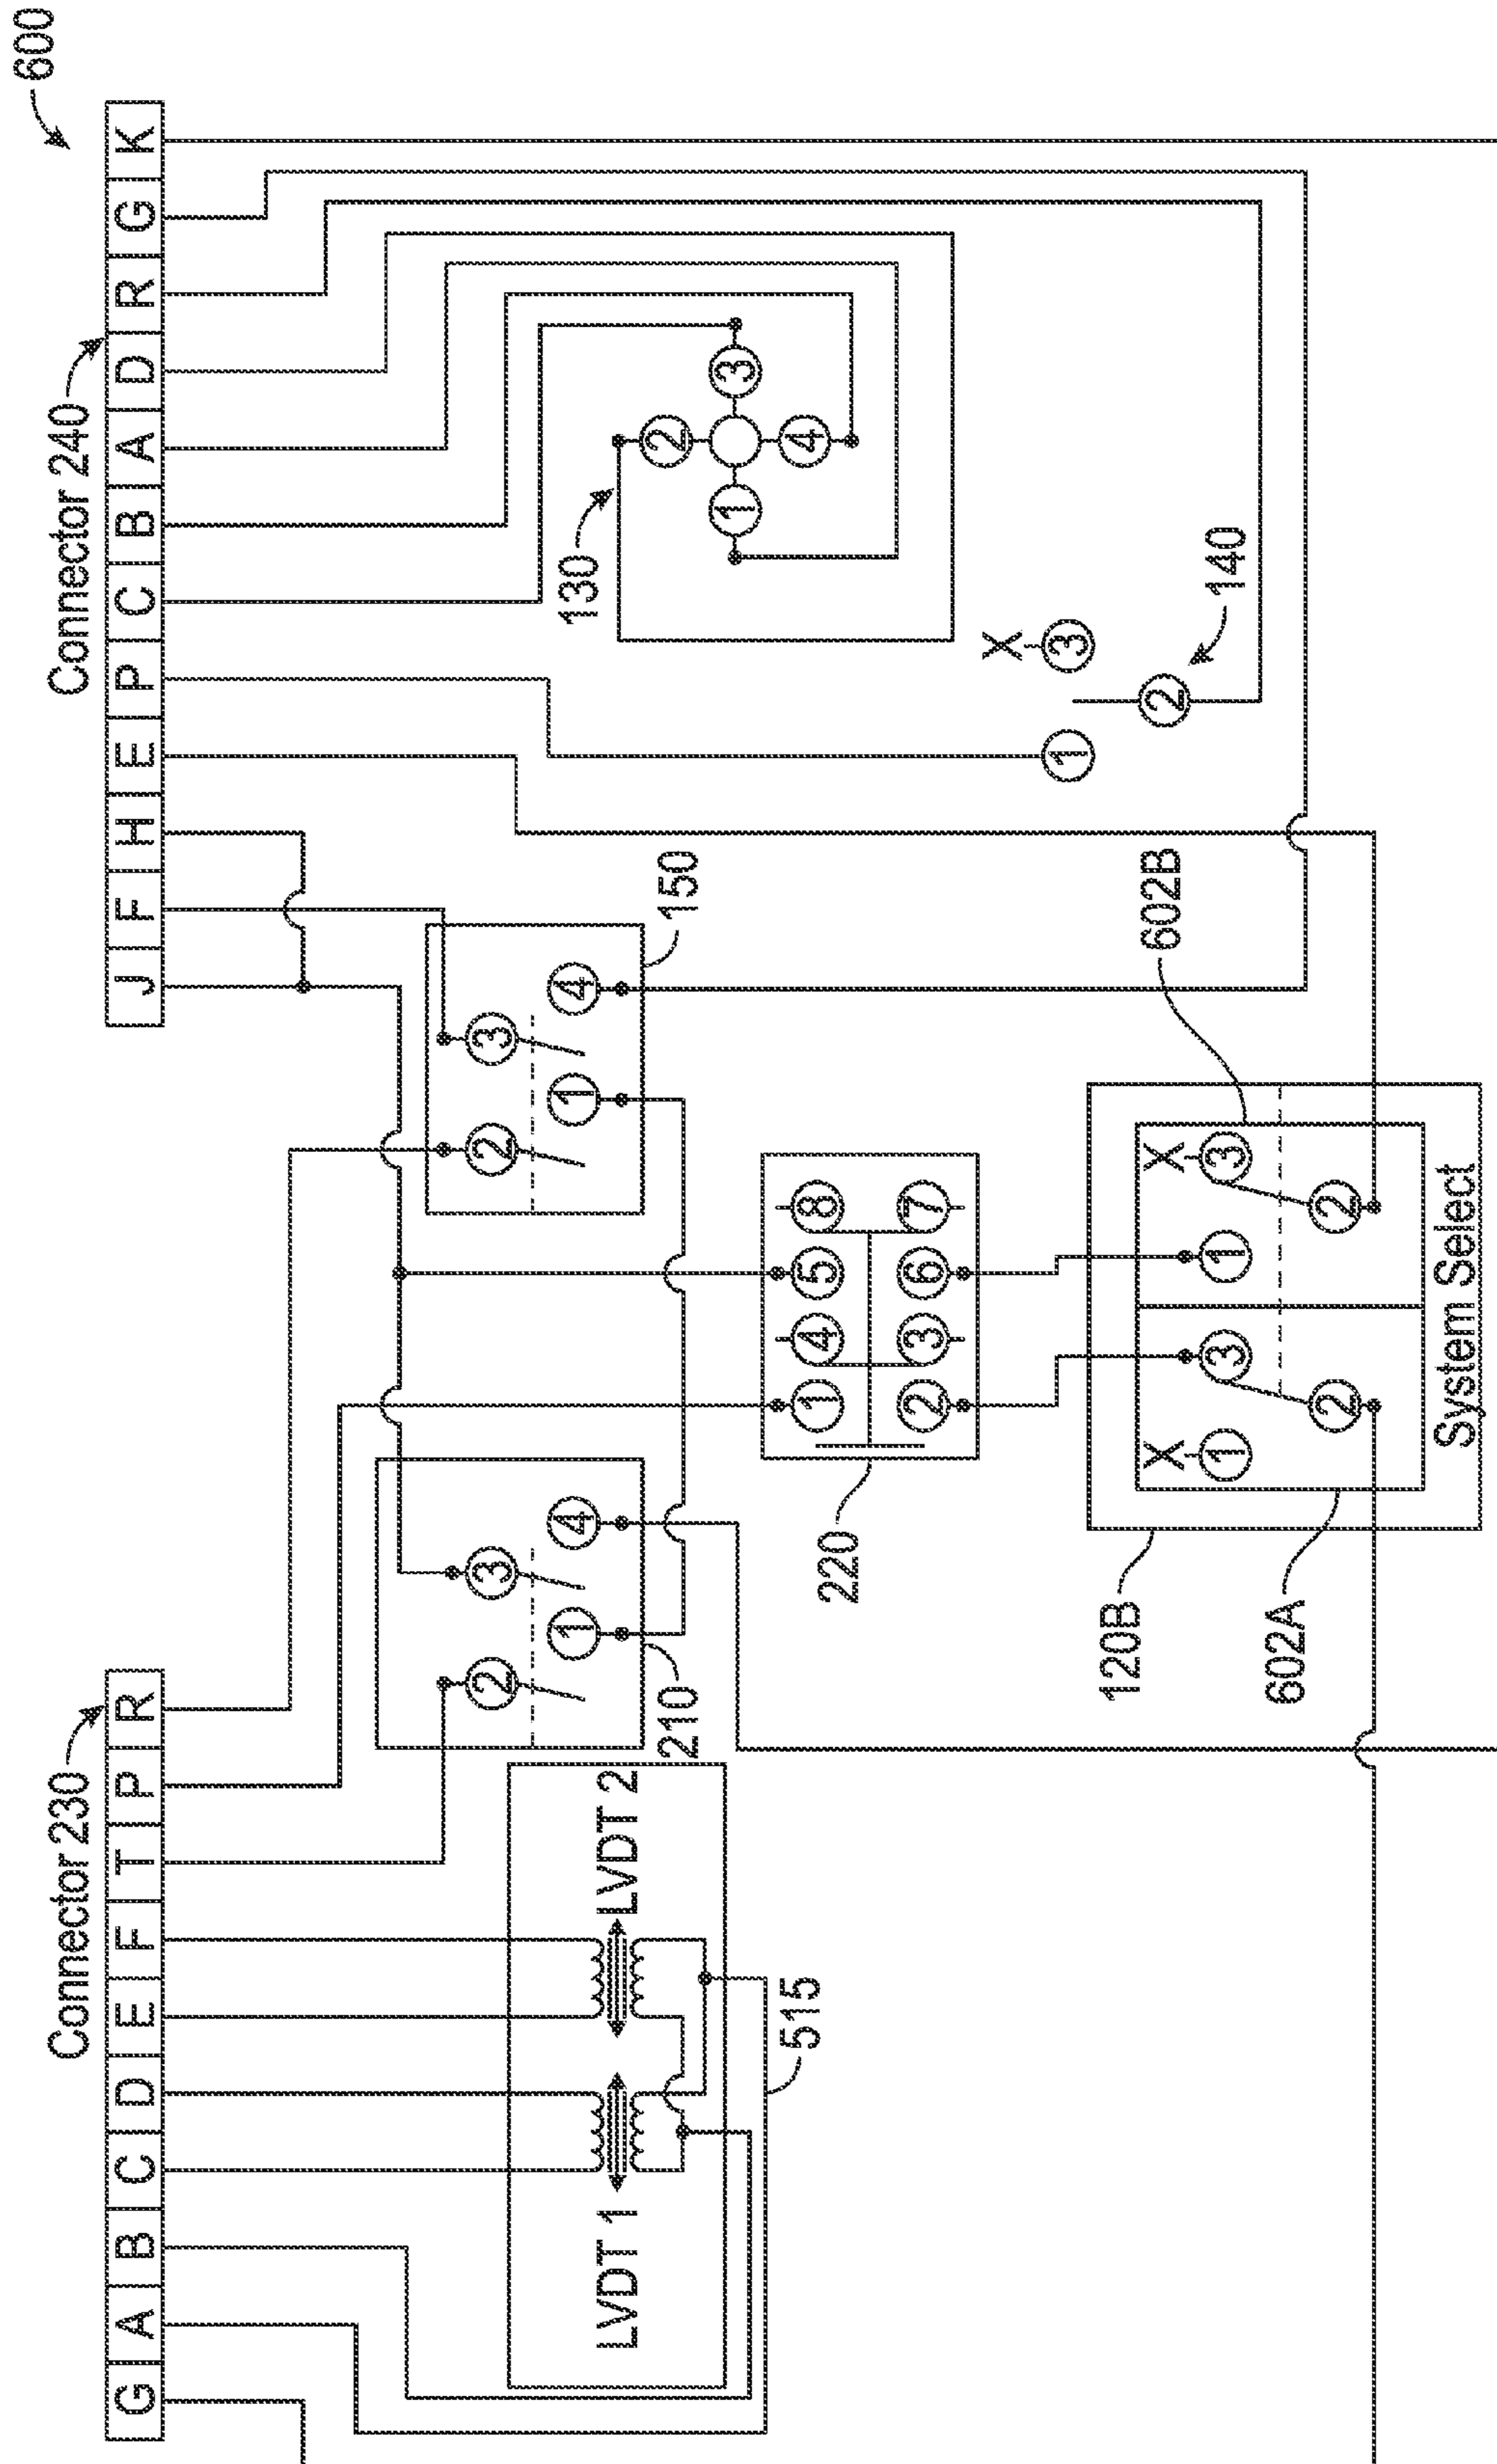 600
Connector 230
G A B C D E F T P R
Connector 240
J F H E P C B A D R G K
LVDT 1
LVDT 2
515
2
3
1
4
210
2
3
1
4
150
130
2
1
3
4
X
1
3
2
140
1
4
5
8
2
3
6
7
220
X
1
3
2
X
1
3
2
System Select
120B
602A
602B